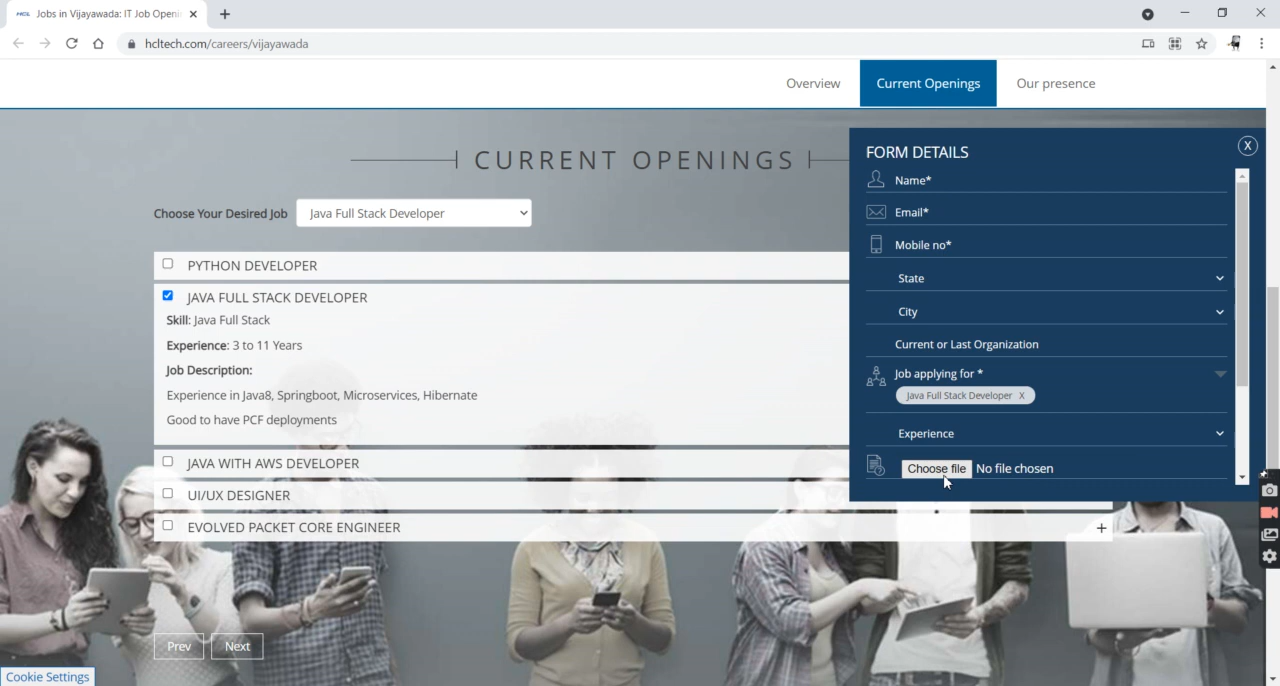 HCL Jobs in Vijayawada: IT Job Openin
hcltech.com/careers/vijayawada
Overview
Current Openings
Our presence
CURRENT OPENINGS
Choose Your Desired Job
Java Full Stack Developer
PYTHON DEVELOPER
JAVA FULL STACK DEVELOPER
Skill: Java Full Stack
Experience: 3 to 11 Years
Job Description:
Experience in Java8, Springboot, Microservices, Hibernate
Good to have PCF deployments
JAVA WITH AWS DEVELOPER
UI/UX DESIGNER
EVOLVED PACKET CORE ENGINEER
+
Prev
Next
Cookie Settings
FORM DETAILS
X
Name*
Email*
Mobile no*
State
City
Current or Last Organization
Job applying for *
Java Full Stack Developer X
Experience
Choose file No file chosen